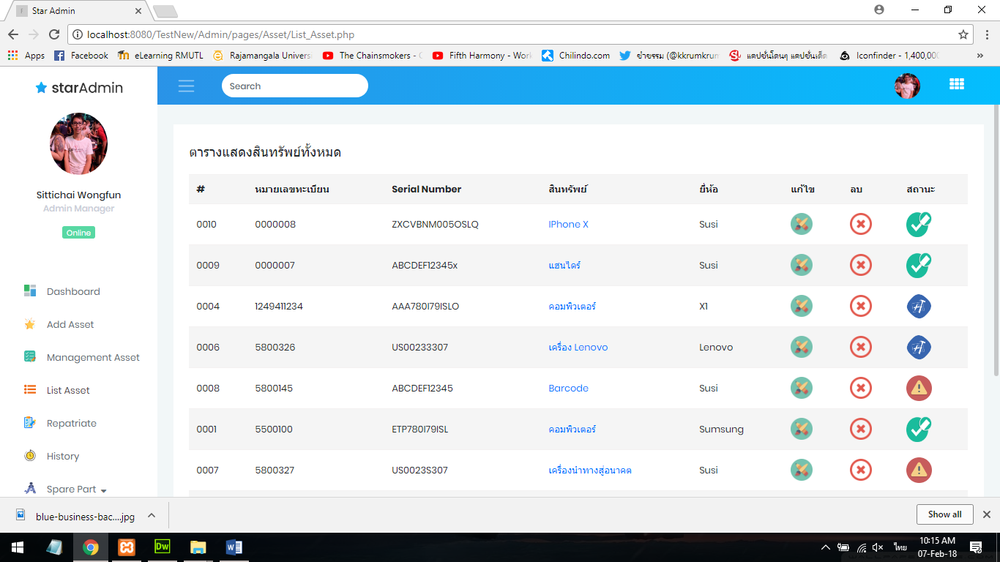 Star Admin
localhost:8080/TestNew/Admin/pages/Asset/List_Asset.php
Apps Facebook eLearning RMUTL Rajamangala Universi The Chainsmokers - C Fifth Harmony - Work Chilindo.com ขำขรรม (@kkrumkrum แคปชั่นโดนๆ แคปชั่นเด็ด Iconfinder - 1,400,000 »
starAdmin
Search
Sittichai Wongfun
Admin Manager
Online
Dashboard
Add Asset
Management Asset
List Asset
Repatriate
History
Spare Part
ตารางแสดงสินทรัพย์ทั้งหมด
# หมายเลขทะเบียน Serial Number สินทรัพย์ ยี่ห้อ แก้ไข ลบ สถานะ
0010 0000008 ZXCVBNM005OSLQ IPhone X Susi
0009 0000007 ABCDEF12345x แฮนไดร์ Susi
0004 1249411234 AAA780I79ISLO คอมพิวเตอร์ X1
0006 5800326 US00233307 เครื่อง Lenovo Lenovo
0008 5800145 ABCDEF12345 Barcode Susi
0001 5500100 ETP780I79ISL คอมพิวเตอร์ Sumsung
0007 5800327 US0023S307 เครื่องนำทางสู่อนาคต Susi
blue-business-bac....jpg
Show all
Dw
ไทย
10:15 AM
07-Feb-18